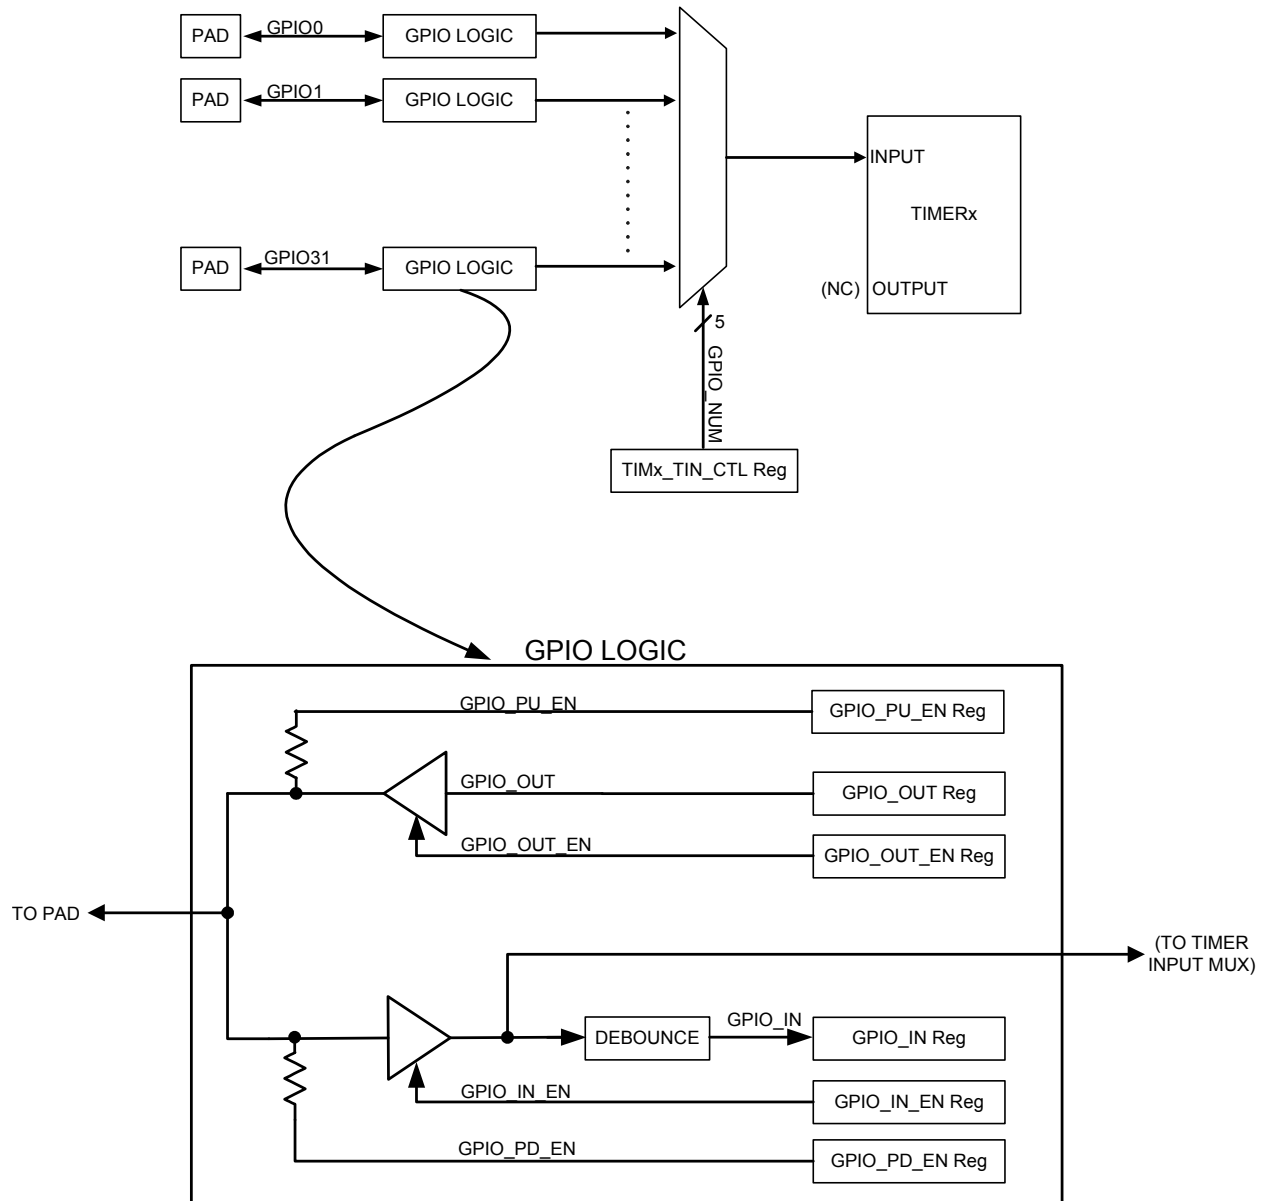 PAD GPIO0 GPIO LOGIC
PAD GPIO1 GPIO LOGIC
INPUT
TIMERx
PAD GPIO31 GPIO LOGIC
(NC) OUTPUT
5
GPIO_NUM
TIMx_TIN_CTL Reg
GPIO LOGIC
GPIO_PU_EN GPIO_PU_EN Reg
GPIO_OUT GPIO_OUT Reg
GPIO_OUT_EN GPIO_OUT_EN Reg
TO PAD
(TO TIMER
INPUT MUX)
DEBOUNCE GPIO_IN GPIO_IN Reg
GPIO_IN_EN GPIO_IN_EN Reg
GPIO_PD_EN GPIO_PD_EN Reg